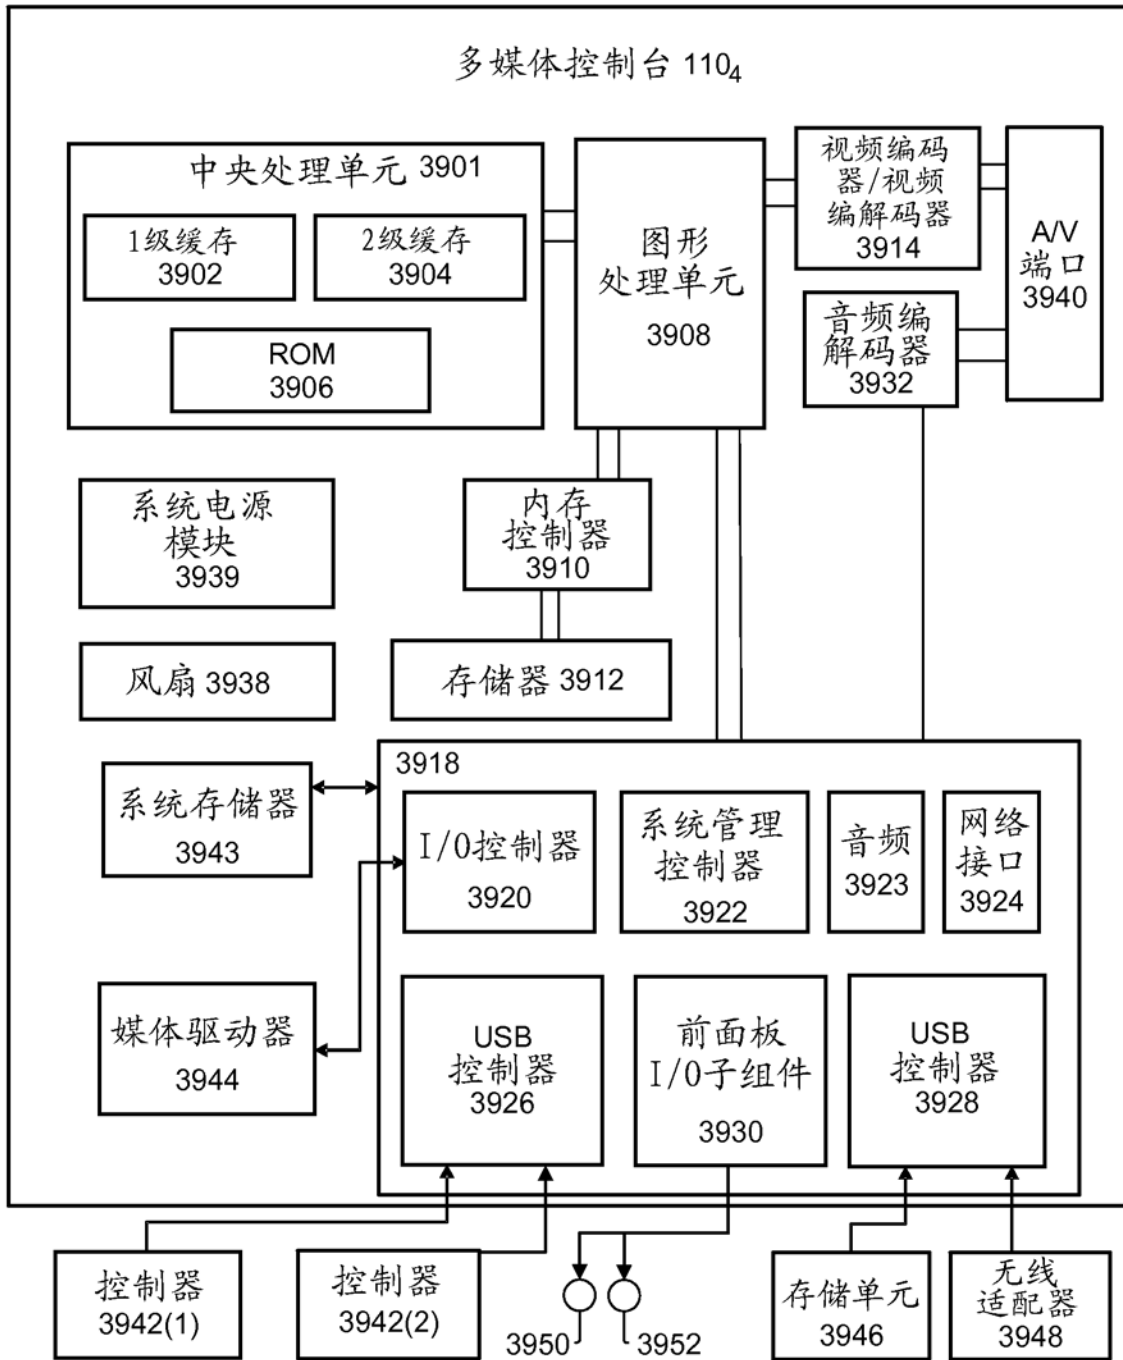 多媒体控制台 110₄
中央处理单元 3901
1级缓存
3902
2级缓存
3904
ROM
3906
图形
处理单元
3908
视频编码
器/视频
编解码器
3914
音频编
解码器
3932
A/V
端口
3940
系统电源
模块
3939
内存
控制器
3910
风扇 3938
存储器 3912
3918
系统存储器
3943
I/O控制器
3920
系统管理
控制器
3922
音频
3923
网络
接口
3924
媒体驱动器
3944
USB
控制器
3926
前面板
I/O子组件
3930
USB
控制器
3928
控制器
3942(1)
控制器
3942(2)
3950
3952
存储单元
3946
无线
适配器
3948